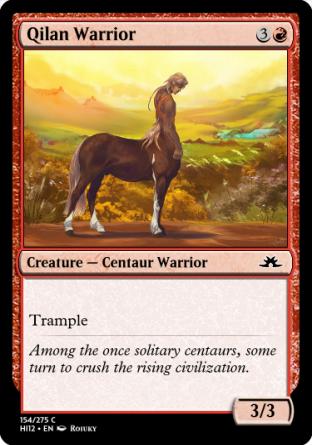 Qilan Warrior 3
Creature — Centaur Warrior
Trample
Among the once solitary centaurs, some
turn to crush the rising civilization.
154/275 C
HI12 • EN Roiuky
3/3